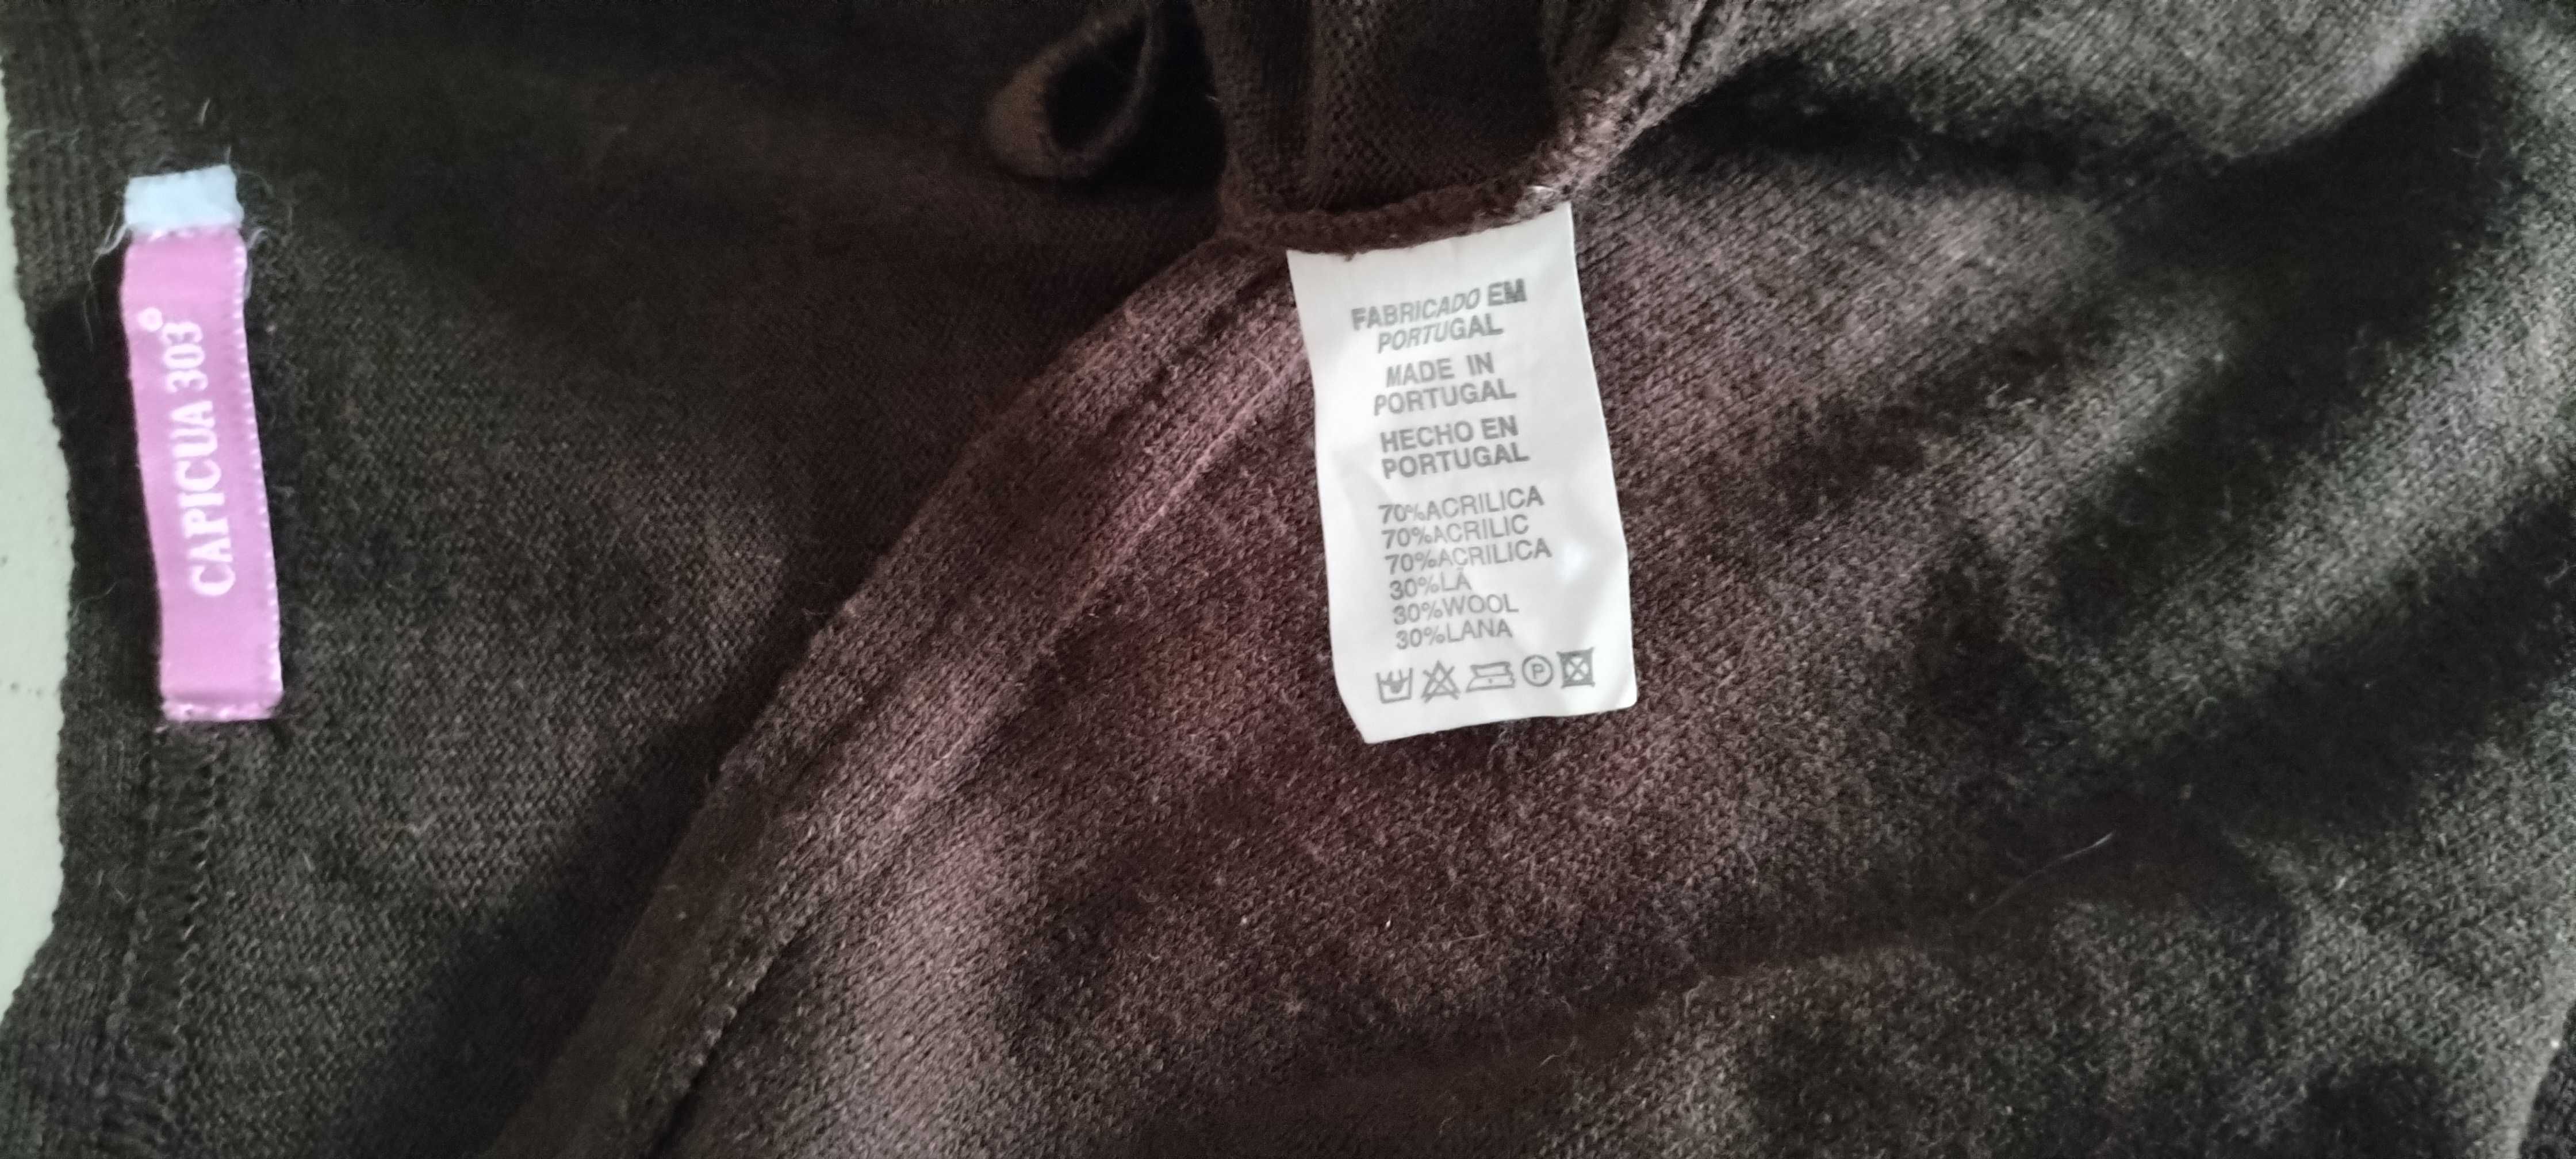 CAPICUA 303®
FABRICADO EM
PORTUGAL
MADE IN
PORTUGAL
HECHO EN
PORTUGAL
70%ACRILICA
70%ACRILIC
70%ACRILICA
30%LÃ
30%WOOL
30%LANA
P